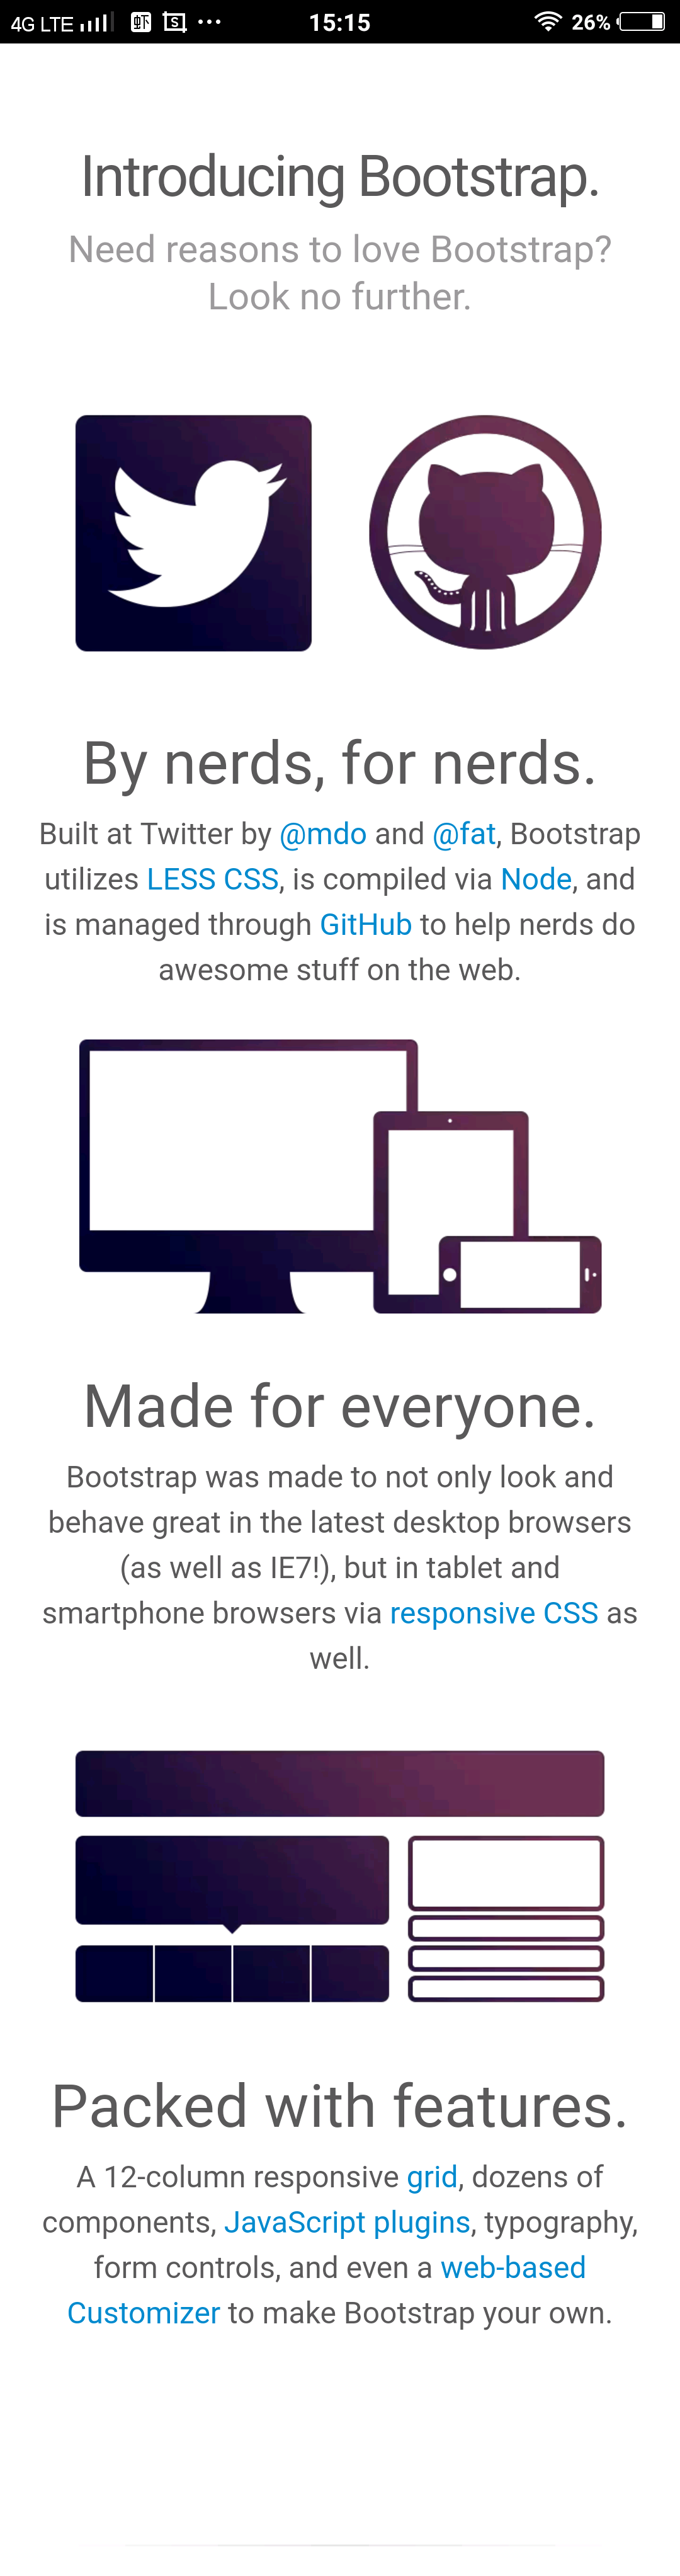 4G LTE 虾 S 15:15 26%
Introducing Bootstrap.
Need reasons to love Bootstrap?
Look no further.
By nerds, for nerds.
Built at Twitter by @mdo and @fat, Bootstrap
utilizes LESS CSS, is compiled via Node, and
is managed through GitHub to help nerds do
awesome stuff on the web.
Made for everyone.
Bootstrap was made to not only look and
behave great in the latest desktop browsers
(as well as IE7!), but in tablet and
smartphone browsers via responsive CSS as
well.
Packed with features.
A 12-column responsive grid, dozens of
components, JavaScript plugins, typography,
form controls, and even a web-based
Customizer to make Bootstrap your own.